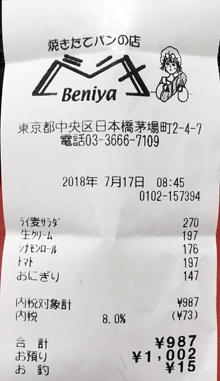 焼きたてパンの店
Beniya
東京都中央区日本橋茅場町2-4-7
電話03-3666-7109
2018年 7月17日 08:45
0102-157394
ライ麦サラダ 270
生クリーム 197
シナモンロール 176
トマト 197
おにぎり 147
内税対象計 ¥987
内税 8.0% (¥73)
合計 ¥987
お預り ¥1,002
お釣 ¥15